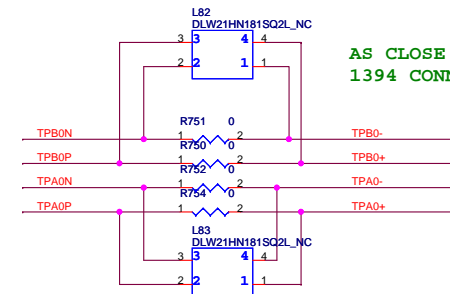 L82
DLW21HN181SQ2L_NC
3 3 4 4
2 2 1 1
AS CLOSE
1394 CONN
R751 0
TPB0N 1 2 TPB0-
R750 0
TPB0P 1 2 TPB0+
R752 0
TPA0N 1 2 TPA0-
R754 0
TPA0P 1 2 TPA0+
L83
DLW21HN181SQ2L_NC
3 3 4 4
2 2 1 1